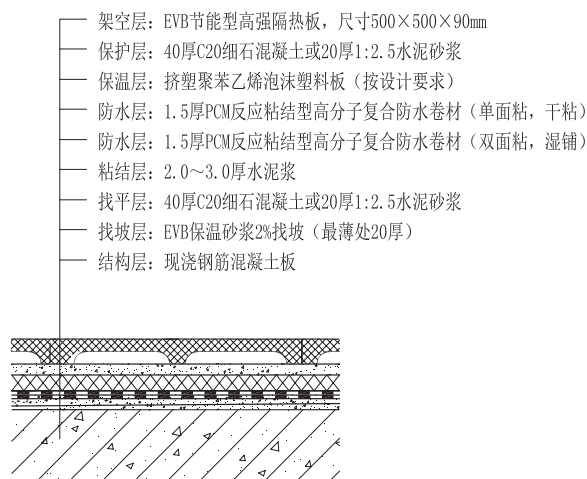 架空层：EVB节能型高强隔热板，尺寸500×500×90mm
保护层：40厚C20细石混凝土或20厚1:2.5水泥砂浆
保温层：挤塑聚苯乙烯泡沫塑料板（按设计要求）
防水层：1.5厚PCM反应粘结型高分子复合防水卷材（单面粘，干粘）
防水层：1.5厚PCM反应粘结型高分子复合防水卷材（双面粘，湿铺）
粘结层：2.0～3.0厚水泥浆
找平层：40厚C20细石混凝土或20厚1:2.5水泥砂浆
找坡层：EVB保温砂浆2%找坡（最薄处20厚）
结构层：现浇钢筋混凝土板